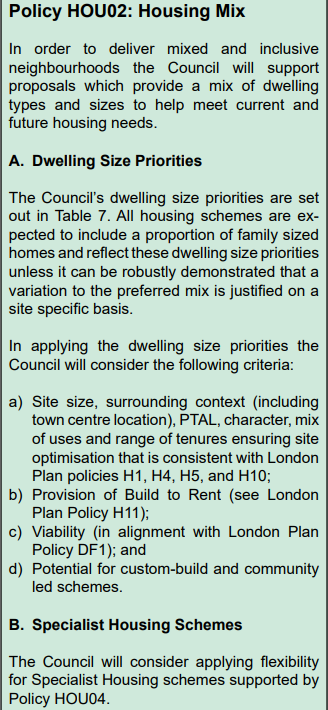 Policy HOU02: Housing Mix
In order to deliver mixed and inclusive
neighbourhoods the Council will support
proposals which provide a mix of dwelling
types and sizes to help meet current and
future housing needs.
A. Dwelling Size Priorities
The Council's dwelling size priorities are set
out in Table 7. All housing schemes are ex-
pected to include a proportion of family sized
homes and reflect these dwelling size priorities
unless it can be robustly demonstrated that a
variation to the preferred mix is justified on a
site specific basis.
In applying the dwelling size priorities the
Council will consider the following criteria:
a) Site size, surrounding context (including
town centre location), PTAL, character, mix
of uses and range of tenures ensuring site
optimisation that is consistent with London
Plan policies H1, H4, H5, and H10;
b) Provision of Build to Rent (see London
Plan Policy H11);
c) Viability (in alignment with London Plan
Policy DF1); and
d) Potential for custom-build and community
led schemes.
B. Specialist Housing Schemes
The Council will consider applying flexibility
for Specialist Housing schemes supported by
Policy HOU04.